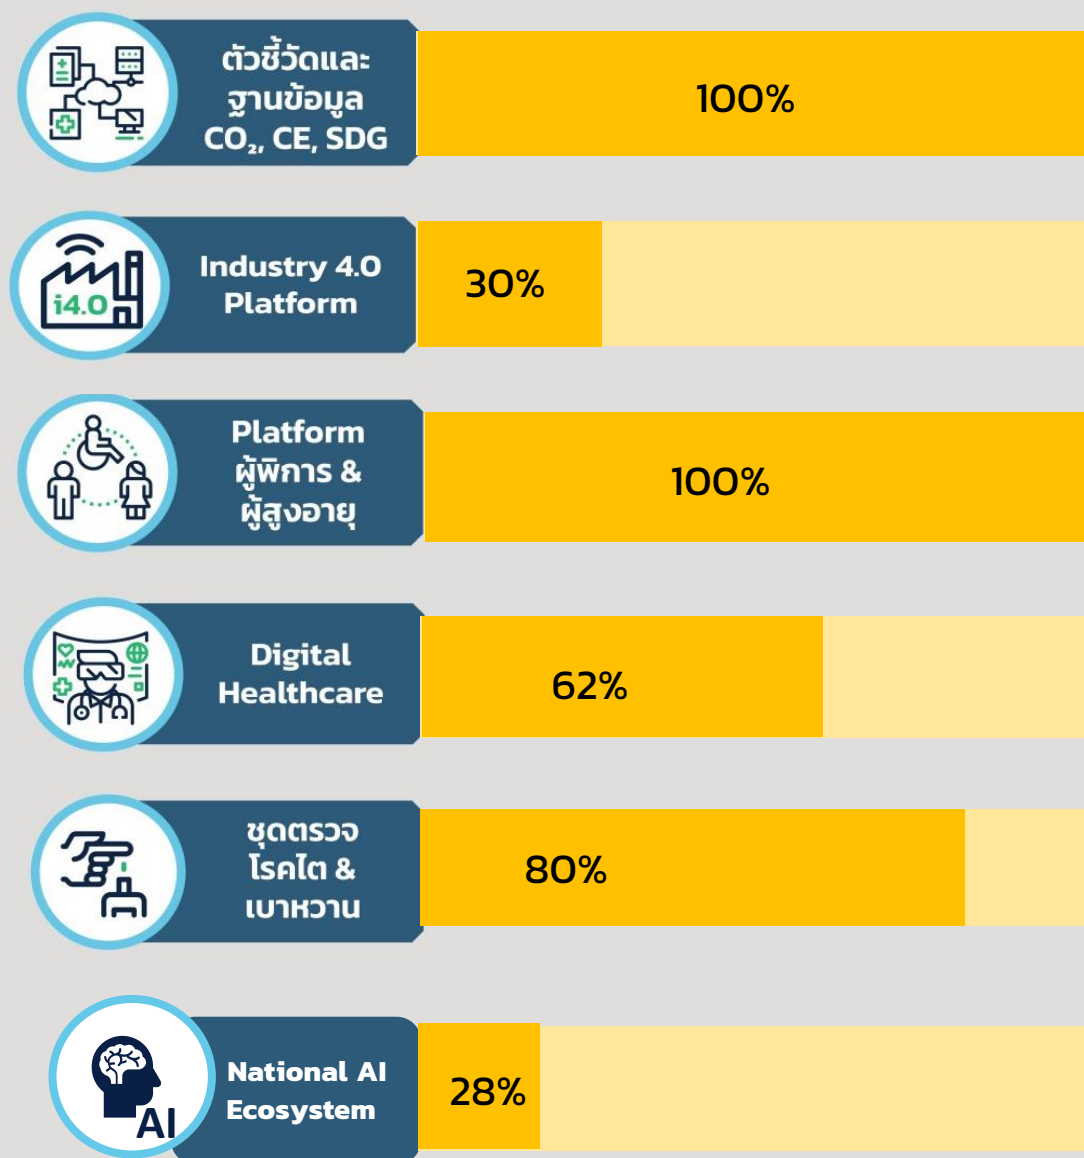 ตัวชี้วัดและ
ฐานข้อมูล
CO₂, CE, SDG
100%
i4.0
Industry 4.0
Platform
30%
Platform
ผู้พิการ &
ผู้สูงอายุ
100%
Digital
Healthcare
62%
ชุดตรวจ
โรคไต &
เบาหวาน
80%
AI
National AI
Ecosystem
28%